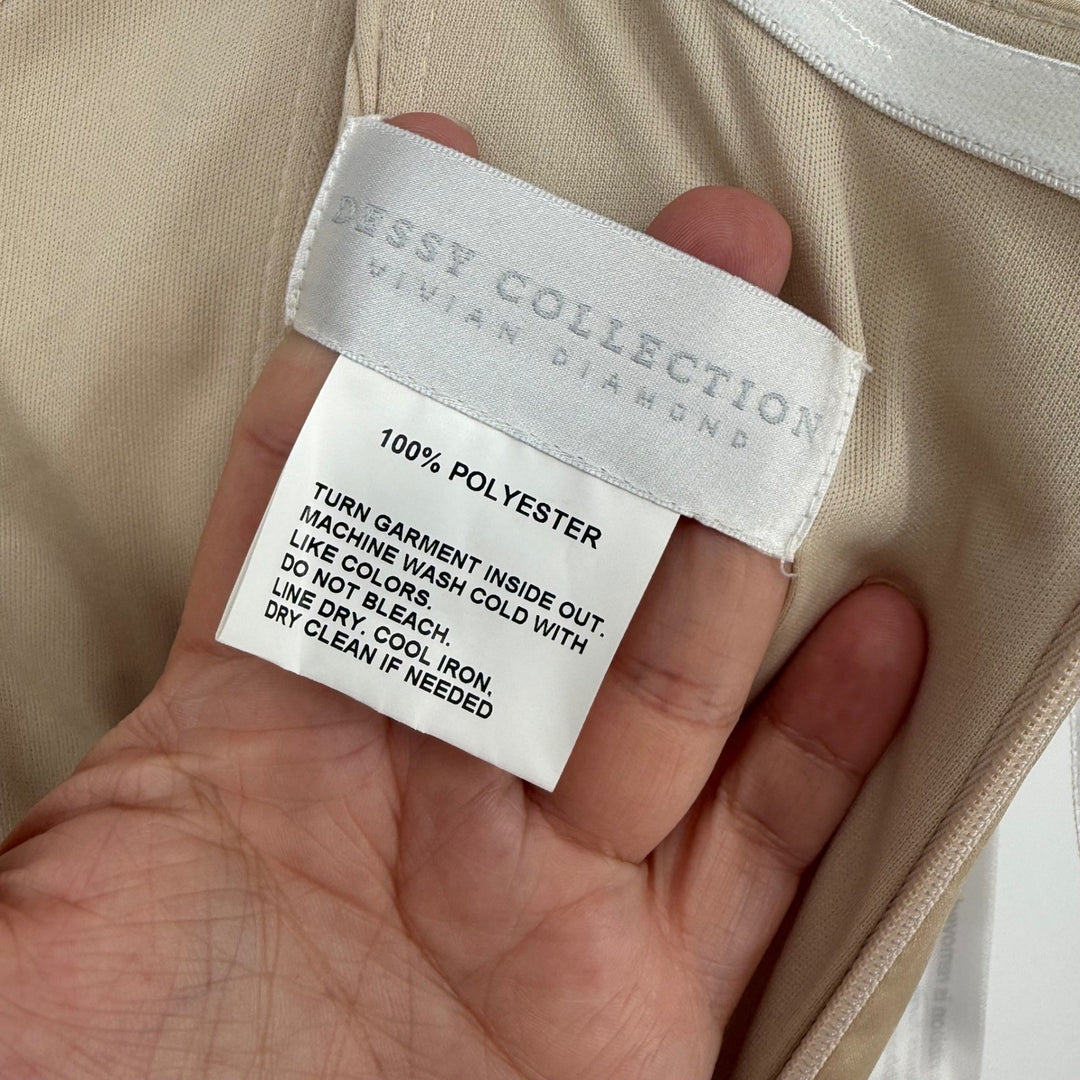 DESSY COLLECTION
VIVIAN DIAMOND
100% POLYESTER
TURN GARMENT INSIDE OUT.
MACHINE WASH COLD WITH
LIKE COLORS.
DO NOT BLEACH.
LINE DRY. COOL IRON,
DRY CLEAN IF NEEDED